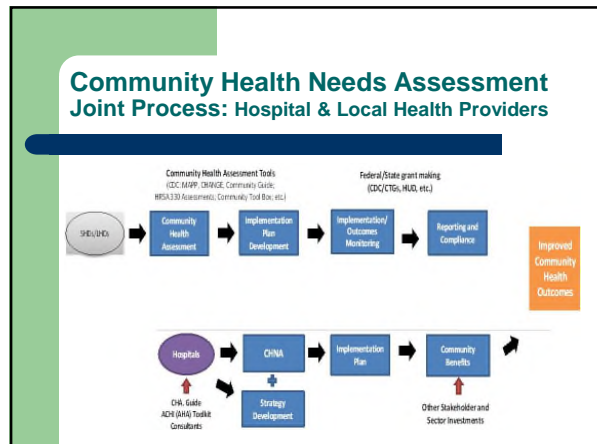 Community Health Needs Assessment
Joint Process: Hospital & Local Health Providers
Community Health Assessment Tools
(CDC: MAPP, CHANGE, Community Guide;
HRSA 330 Assessments; Community Tool Box; etc.)
Federal/State grant making
(CDC/CTGs, HUD, etc.)
SHDs/LHDs
Community
Health
Assessment
Implementation
Plan
Development
Implementation/
Outcomes
Monitoring
Reporting and
Compliance
Improved
Community
Health
Outcomes
Hospitals
CHNA
Implementation
Plan
Community
Benefits
CHA. Guide
ACHI (AHA) Toolkit
Consultants
Strategy
Development
Other Stakeholder and
Sector Investments